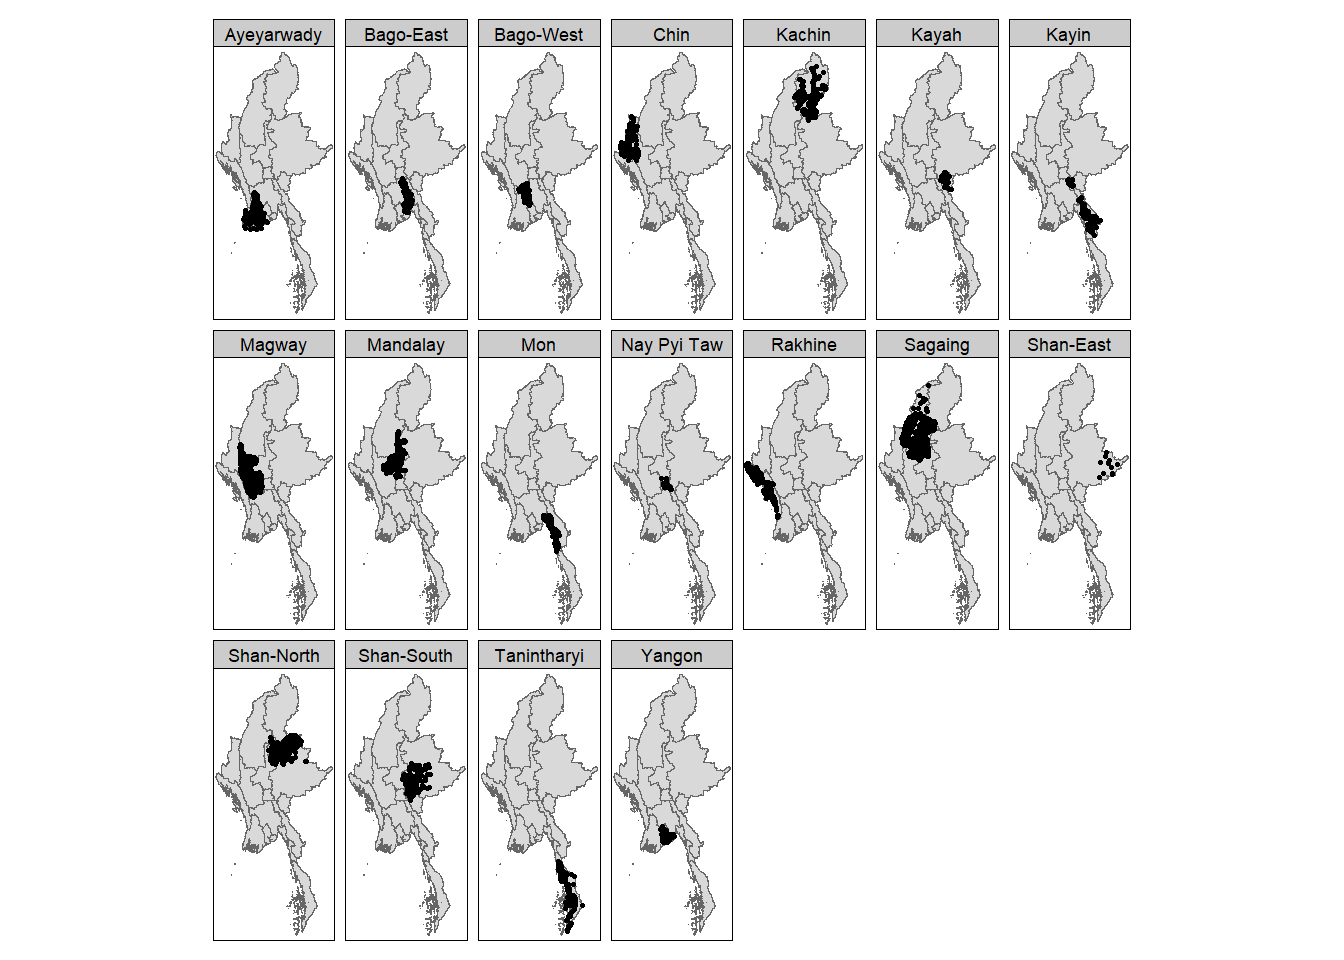 Ayeyarwady
Bago-East
Bago-West
Chin
Kachin
Kayah
Kayin
Magway
Mandalay
Mon
Nay Pyi Taw
Rakhine
Sagaing
Shan-East
Shan-North
Shan-South
Tanintharyi
Yangon